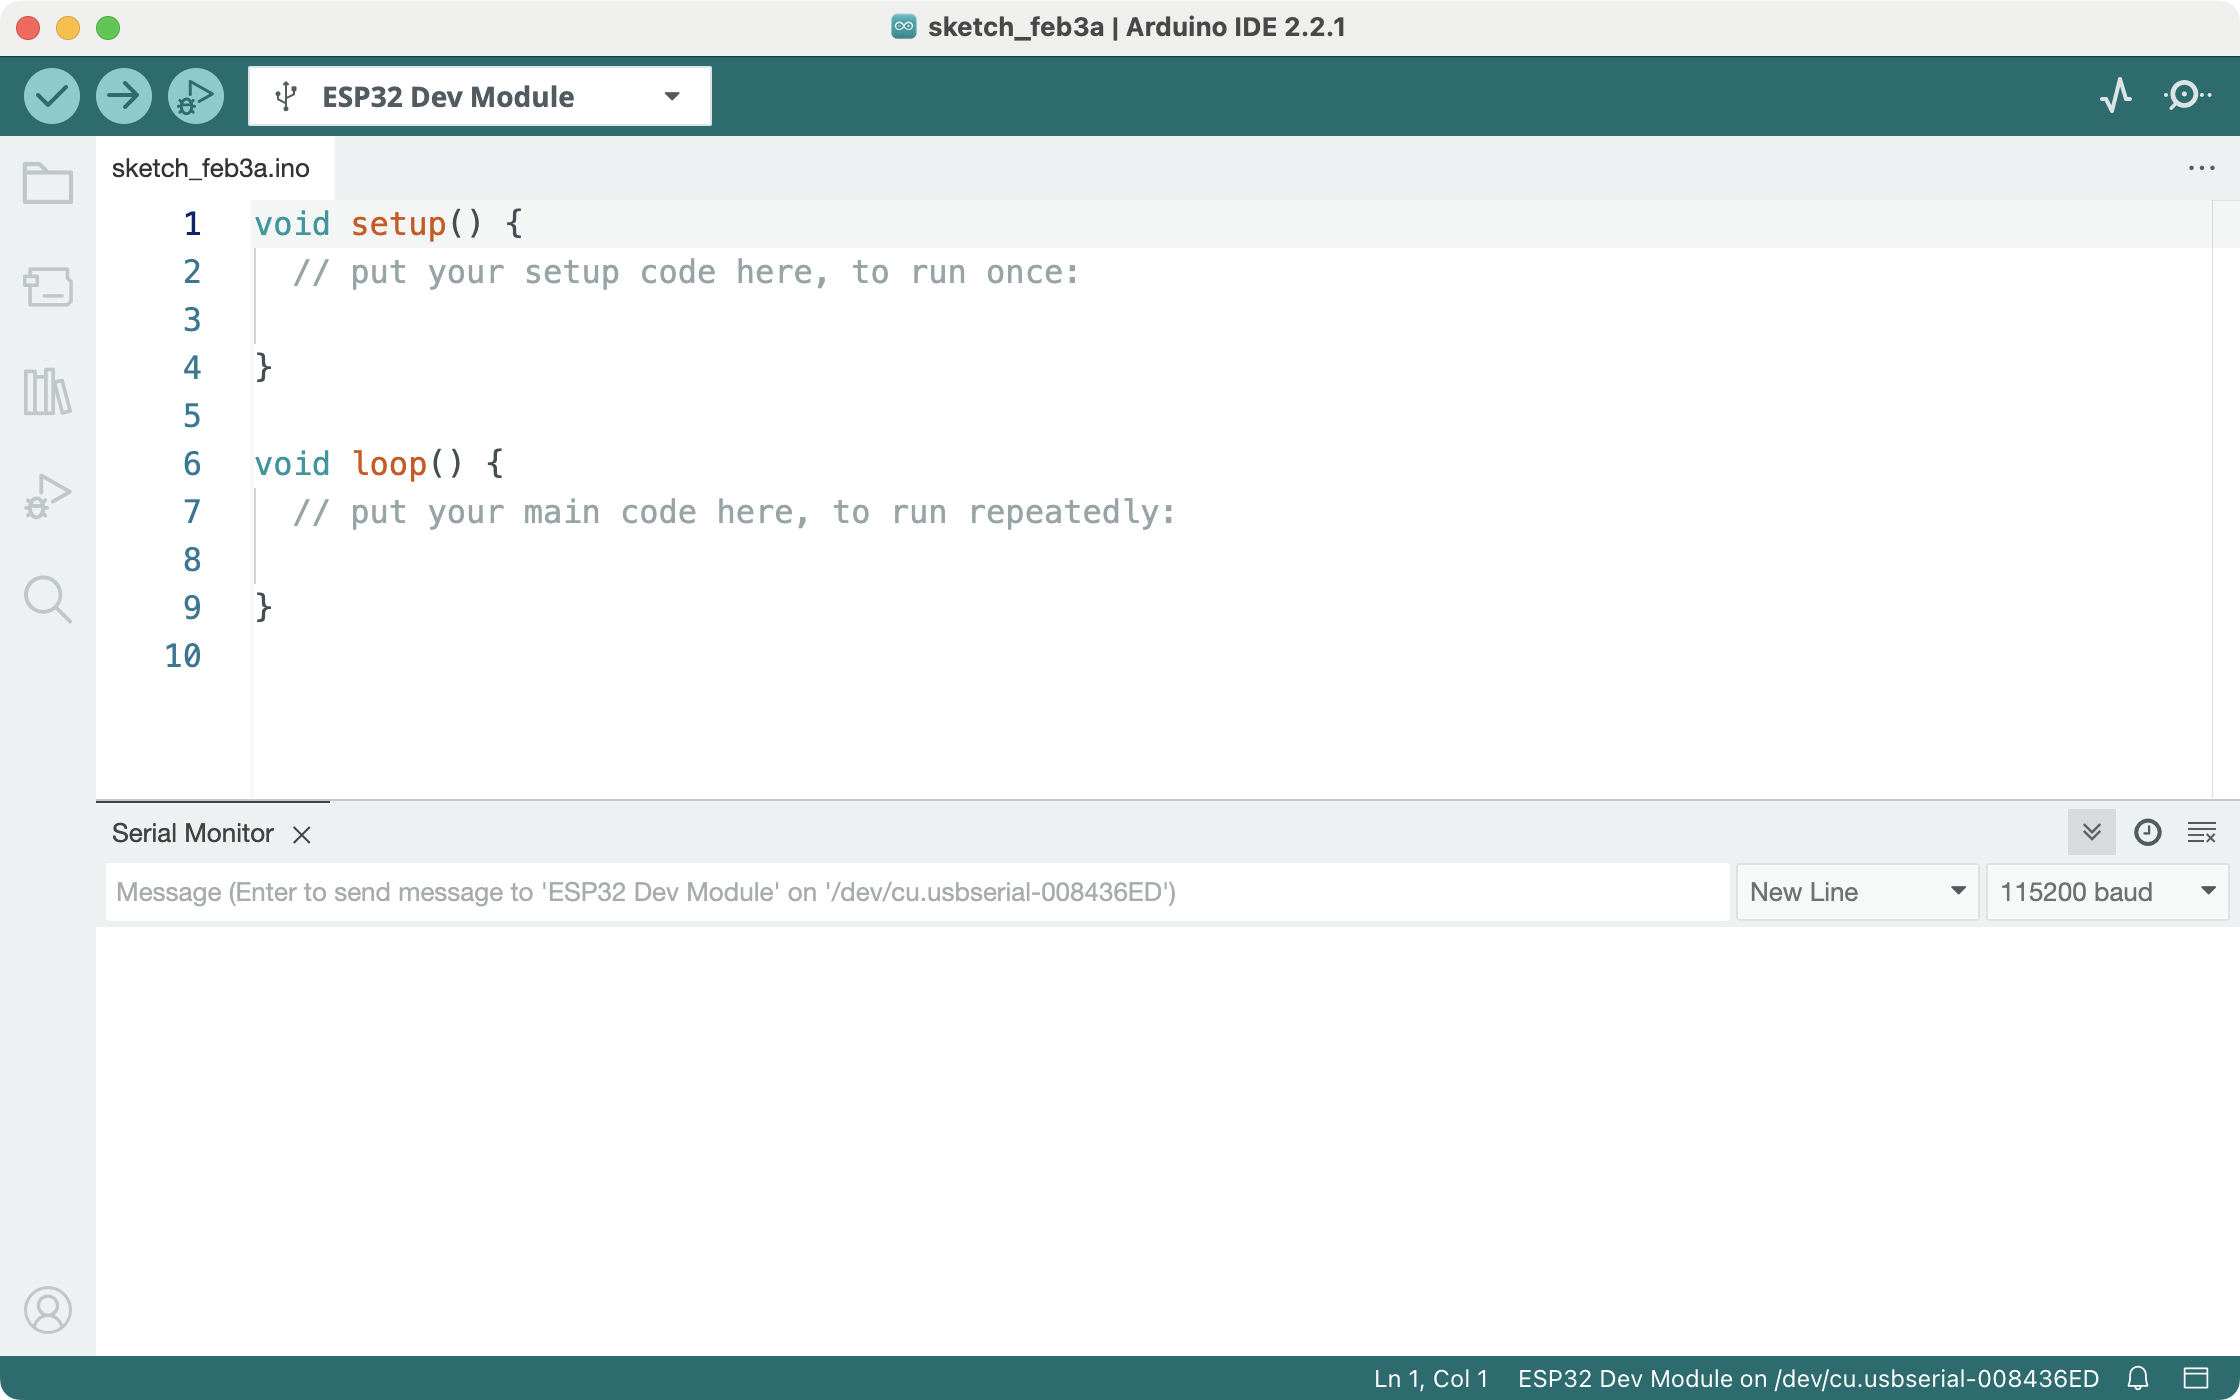 sketch_feb3a | Arduino IDE 2.2.1
ESP32 Dev Module
sketch_feb3a.ino
1 void setup() {
2 // put your setup code here, to run once:
3
4 }
5
6 void loop() {
7 // put your main code here, to run repeatedly:
8
9 }
10
Serial Monitor
Message (Enter to send message to 'ESP32 Dev Module' on '/dev/cu.usbserial-008436ED') New Line 115200 baud
Ln 1, Col 1 ESP32 Dev Module on /dev/cu.usbserial-008436ED